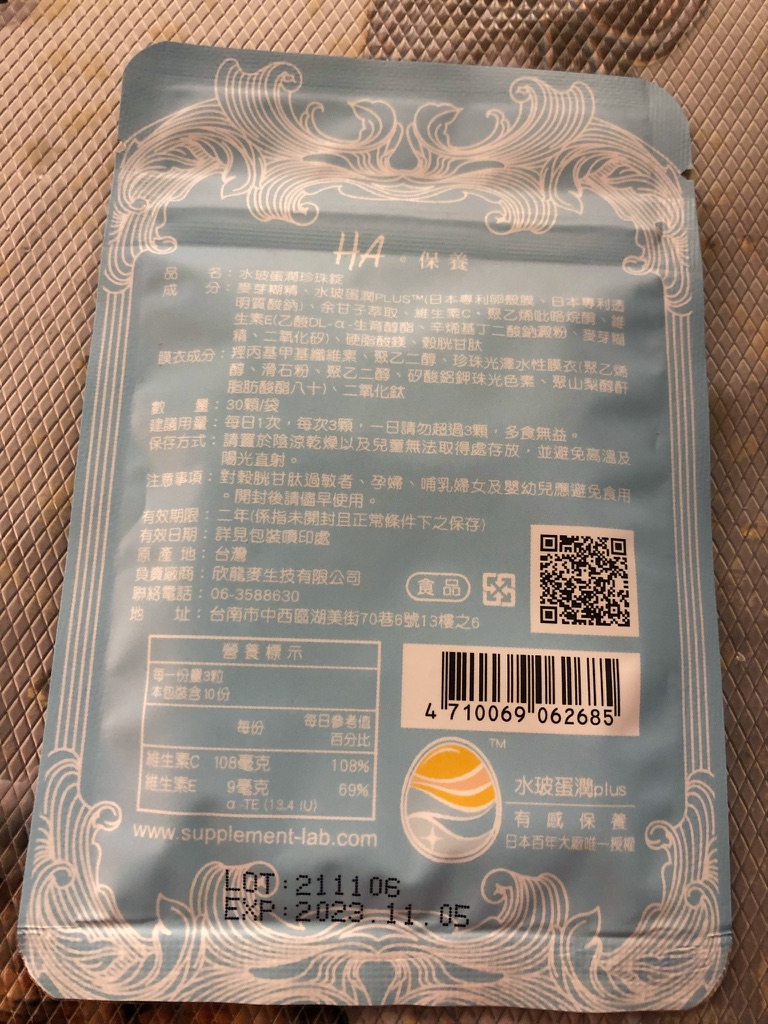 HA。保養
品　　名：水玻蛋潤珍珠錠
成　　分：麥芽糊精、水玻蛋潤PLUS™(日本專利卵殼膜、日本專利透
明質酸鈉)、余甘子萃取、維生素C、聚乙烯吡咯烷酮、維
生素E(乙酸DL-α-生育醇酯、辛烯基丁二酸鈉澱粉、麥芽糊
精、二氧化矽)、硬脂酸鎂、穀胱甘肽
膜衣成分：羥丙基甲基纖維素、聚乙二醇、珍珠光澤水性膜衣(聚乙烯
醇、滑石粉、聚乙二醇、矽酸鋁鉀珠光色素、聚山梨醇酐
脂肪酸酯八十)、二氧化鈦
數　　量：30顆/袋
建議用量：每日1次，每次3顆，一日請勿超過3顆，多食無益。
保存方式：請置於陰涼乾燥以及兒童無法取得處存放，並避免高溫及
陽光直射。
注意事項：對穀胱甘肽過敏者、孕婦、哺乳婦女及嬰幼兒應避免食用
。開封後請儘早使用。
有效期限：二年(係指未開封且正常條件下之保存)
有效日期：詳見包裝噴印處
原 產 地：台灣
負責廠商：欣龍麥生技有限公司
聯絡電話：06-3588630
地　　址：台南市中西區湖美街70巷6號13樓之6
食品
營養標示
每一份量3粒
本包裝含10份
每份 每日參考值
百分比
維生素C 108毫克 108%
維生素E 9毫克 69%
α-TE (13.4 IU)
www.supplement-lab.com
4 710069 062685
TM
水玻蛋潤plus
有感保養
日本百年大廠唯一授權
LOT:211106
EXP:2023.11.05